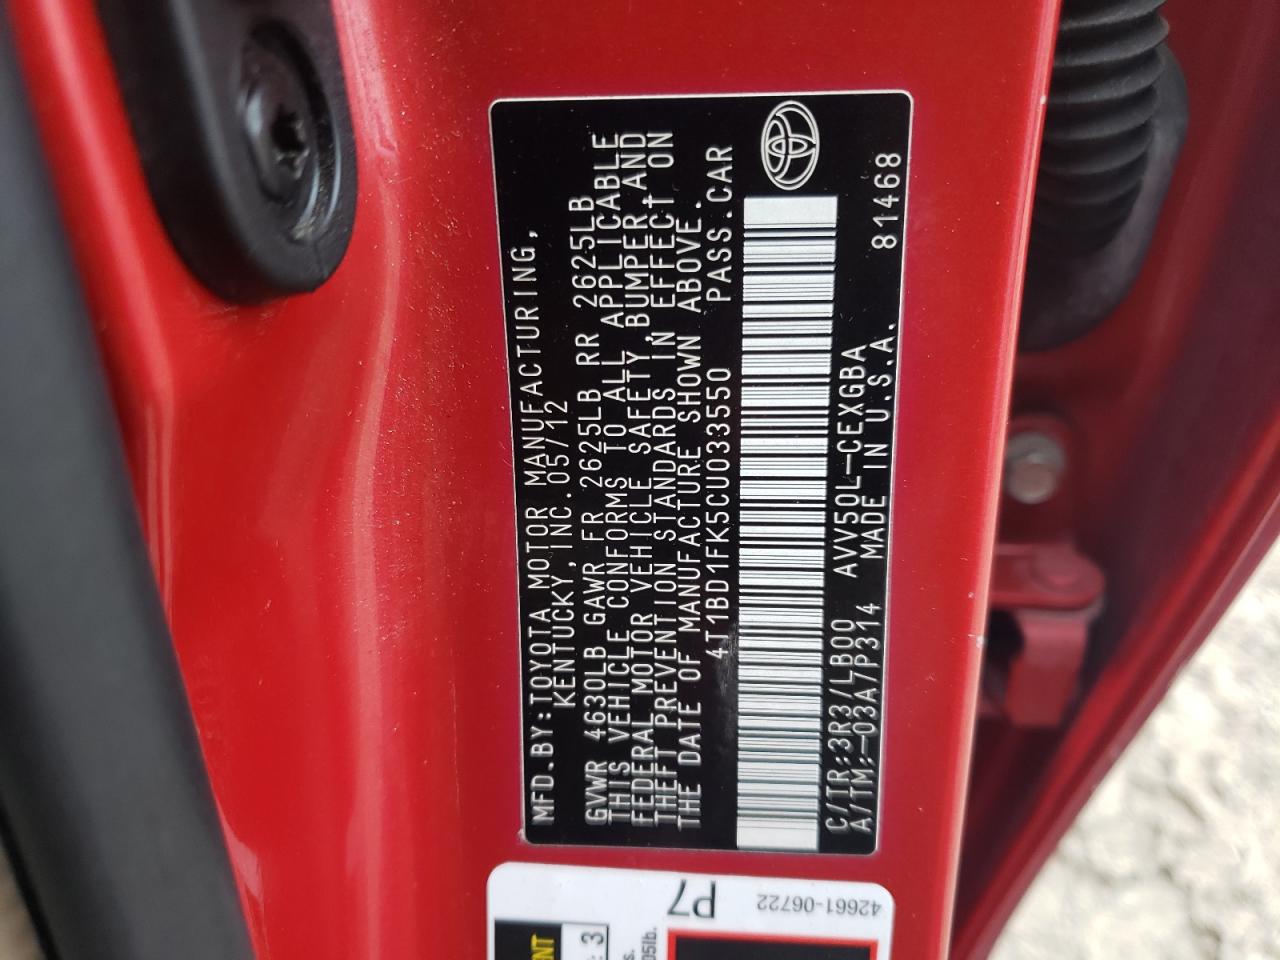 MFD.BY:TOYOTA MOTOR MANUFACTURING,
KENTUCKY,INC.05/12
GVWR 4630LB GAWR FR 2625LB RR 2625LB
THIS VEHICLE CONFORMS TO ALL APPLICABLE
FEDERAL MOTOR VEHICLE SAFETY,BUMPER,AND
THEFT PREVENTION STANDARDS IN EFFECT ON
THE DATE OF MANUFACTURE SHOWN ABOVE.
4T1BD1FK5CU033550 PASS.CAR
C/TR:3R3/LB00 AVV50L-CEXGBA
A/TM:-03A7P314 MADE IN U.S.A. 81468
P7
42661-06722
3